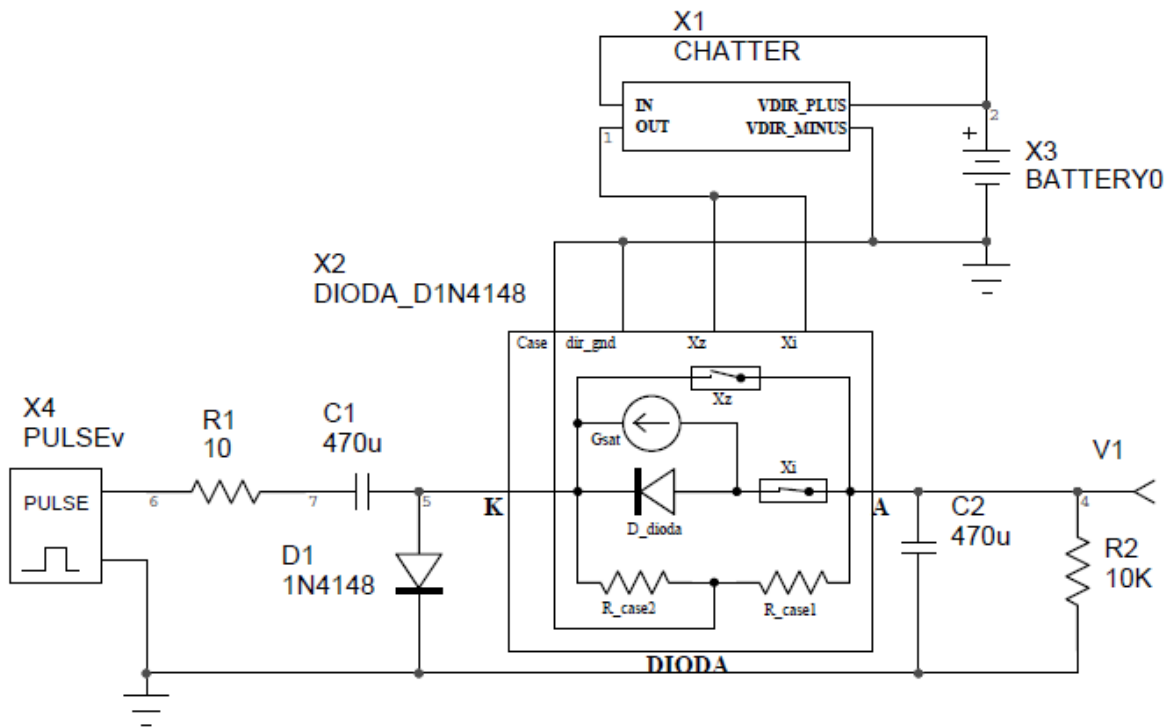 X1
CHATTER
IN VDIR_PLUS
OUT VDIR_MINUS
1
2
+
X3
BATTERY0
X2
DIODA_D1N4148
Case dir_gnd Xz Xi
Xz
Gsat
Xi
D_dioda
K
A
R_case2
R_case1
DIODA
X4
PULSEv
PULSE
R1
10
C1
470u
6
7
5
D1
1N4148
V1
4
C2
470u
R2
10K